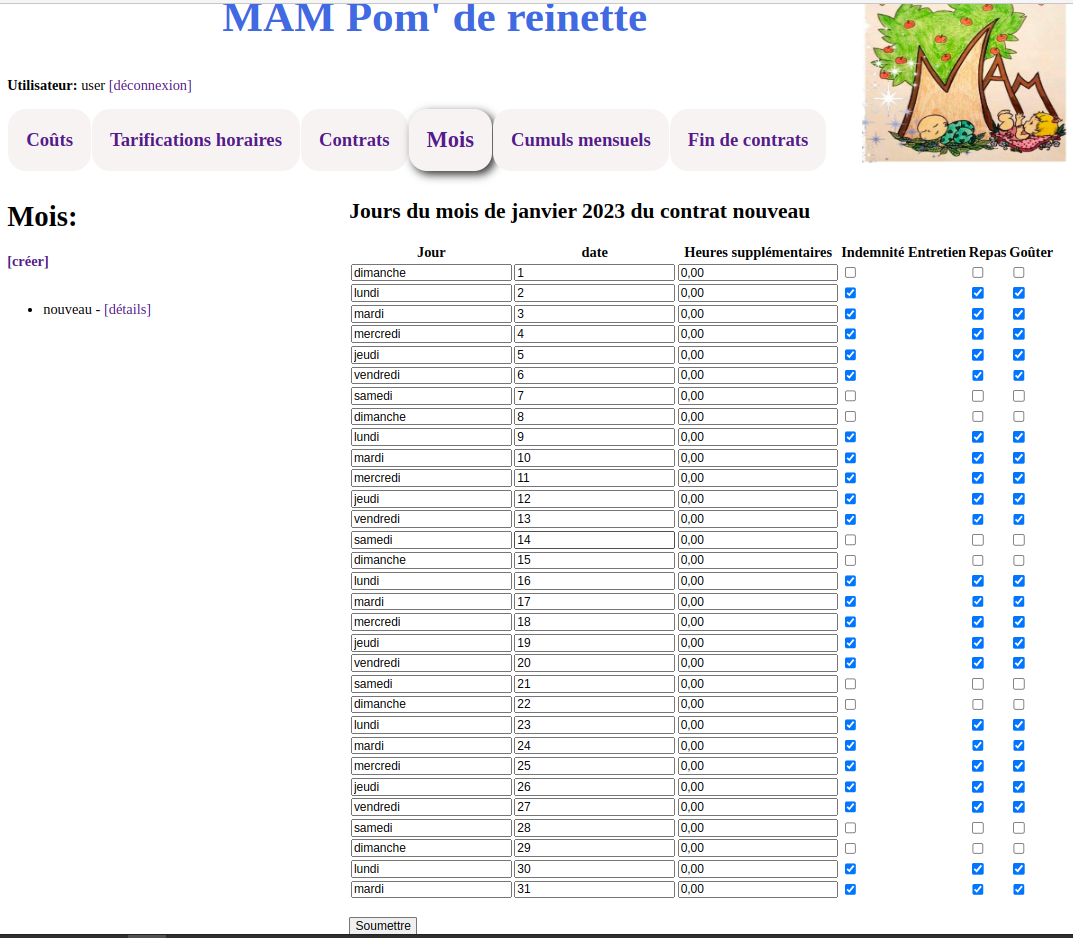 MAM Pom' de reinette
MAM
Utilisateur: user [déconnexion]
Coûts Tarifications horaires Contrats Mois Cumuls mensuels Fin de contrats
Mois:
[créer]
nouveau - [détails]
Jours du mois de janvier 2023 du contrat nouveau
Jour date Heures supplémentaires Indemnité Entretien Repas Goûter
dimanche 1 0,00
lundi 2 0,00
mardi 3 0,00
mercredi 4 0,00
jeudi 5 0,00
vendredi 6 0,00
samedi 7 0,00
dimanche 8 0,00
lundi 9 0,00
mardi 10 0,00
mercredi 11 0,00
jeudi 12 0,00
vendredi 13 0,00
samedi 14 0,00
dimanche 15 0,00
lundi 16 0,00
mardi 17 0,00
mercredi 18 0,00
jeudi 19 0,00
vendredi 20 0,00
samedi 21 0,00
dimanche 22 0,00
lundi 23 0,00
mardi 24 0,00
mercredi 25 0,00
jeudi 26 0,00
vendredi 27 0,00
samedi 28 0,00
dimanche 29 0,00
lundi 30 0,00
mardi 31 0,00
Soumettre